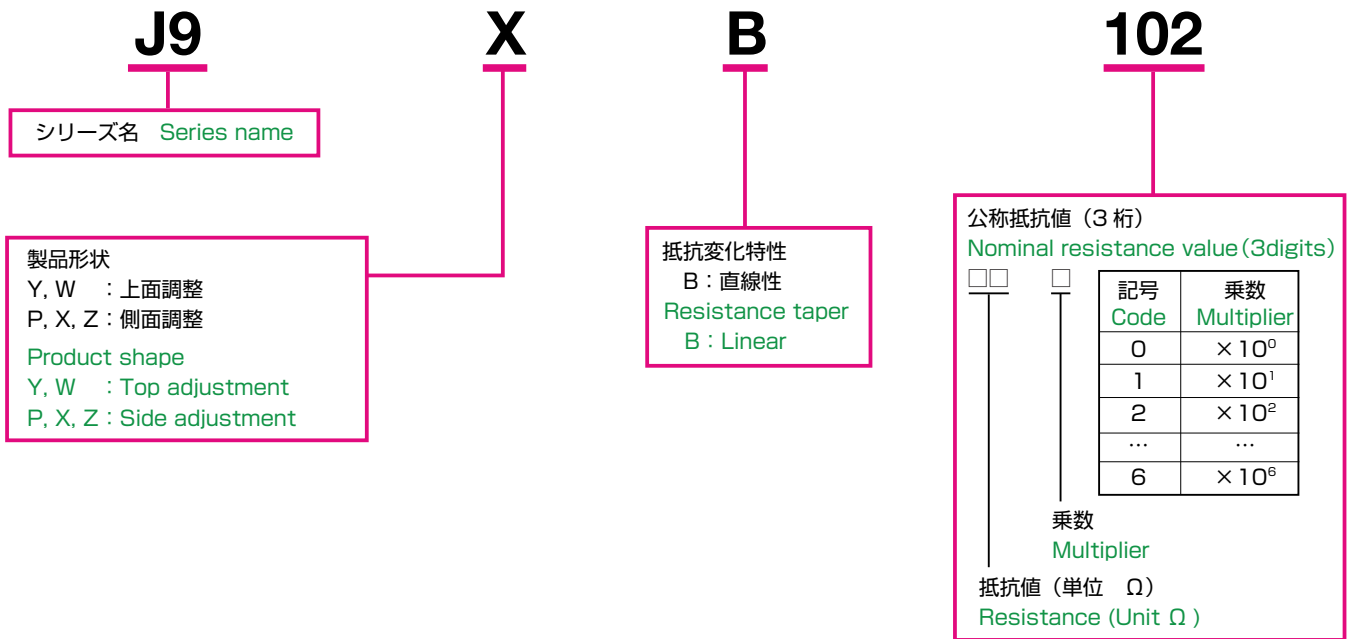 J9 X B 102
シリーズ名 Series name
製品形状
Y, W ：上面調整
P, X, Z：側面調整
Product shape
Y, W ：Top adjustment
P, X, Z：Side adjustment
抵抗変化特性
B：直線性
Resistance taper
B：Linear
公称抵抗値（3 桁）
Nominal resistance value（3digits）
□□ □
記号 乗数
Code Multiplier
0 ×10⁰
1 ×10¹
2 ×10²
… …
6 ×10⁶
乗数
Multiplier
抵抗値（単位 Ω）
Resistance (Unit Ω )